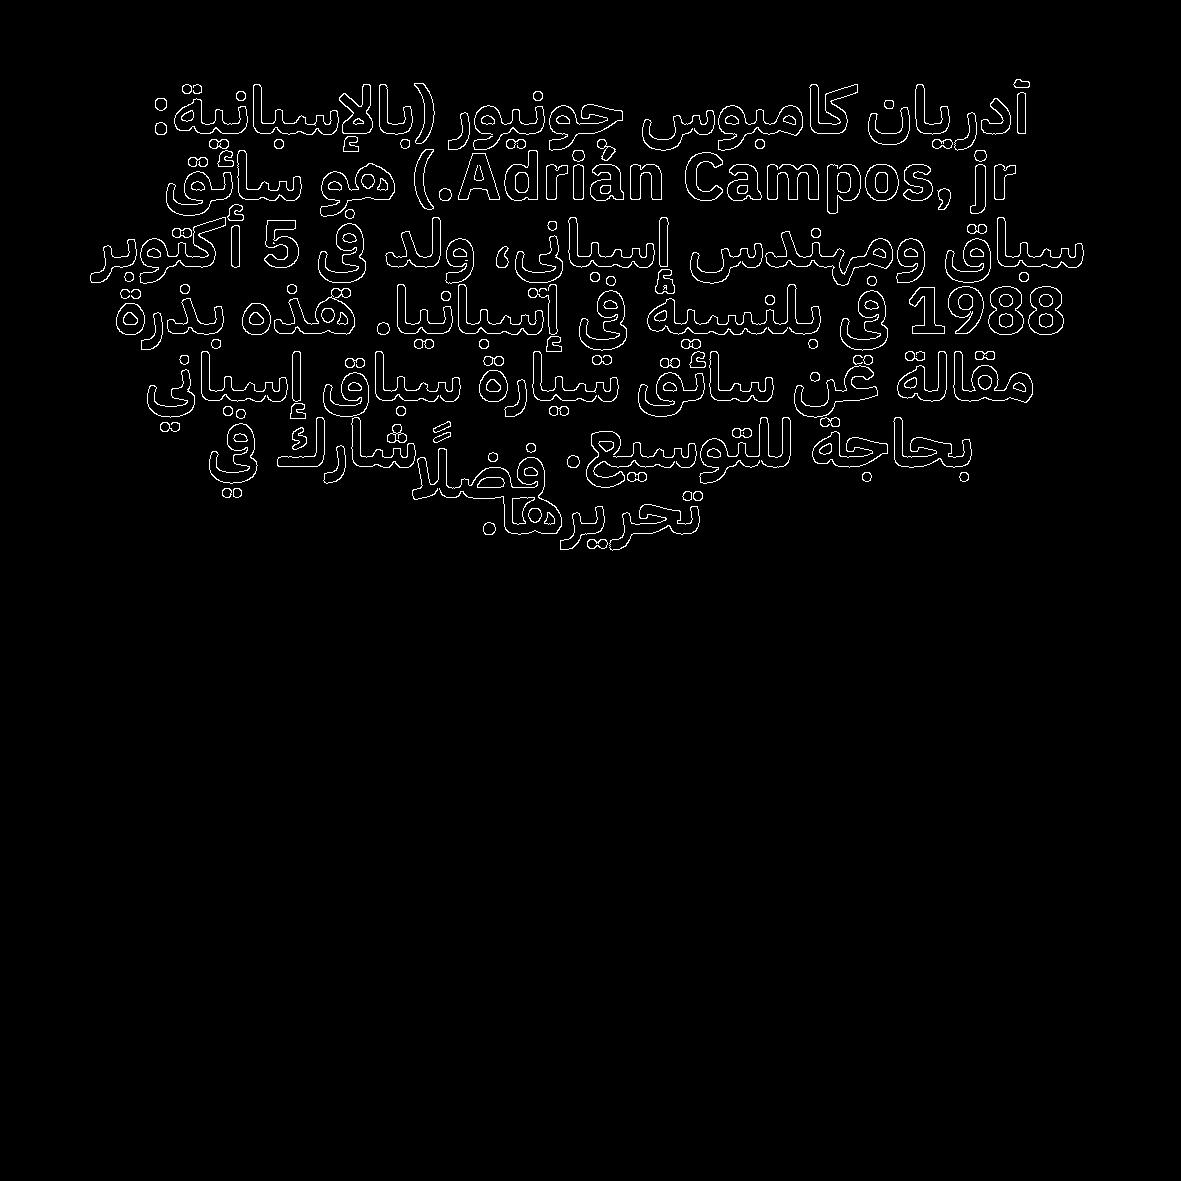 آدريان كامبوس جونيور (بالإسبانية:
Adrián Campos, jr.) هو سائق
سباق ومهندس إسباني، ولد في 5 أكتوبر
1988 في بلنسية في إسبانيا. هذه بذرة
مقالة عن سائق سيارة سباق إسباني
بحاجة للتوسيع. فضلًا شارك في
تحريرها.